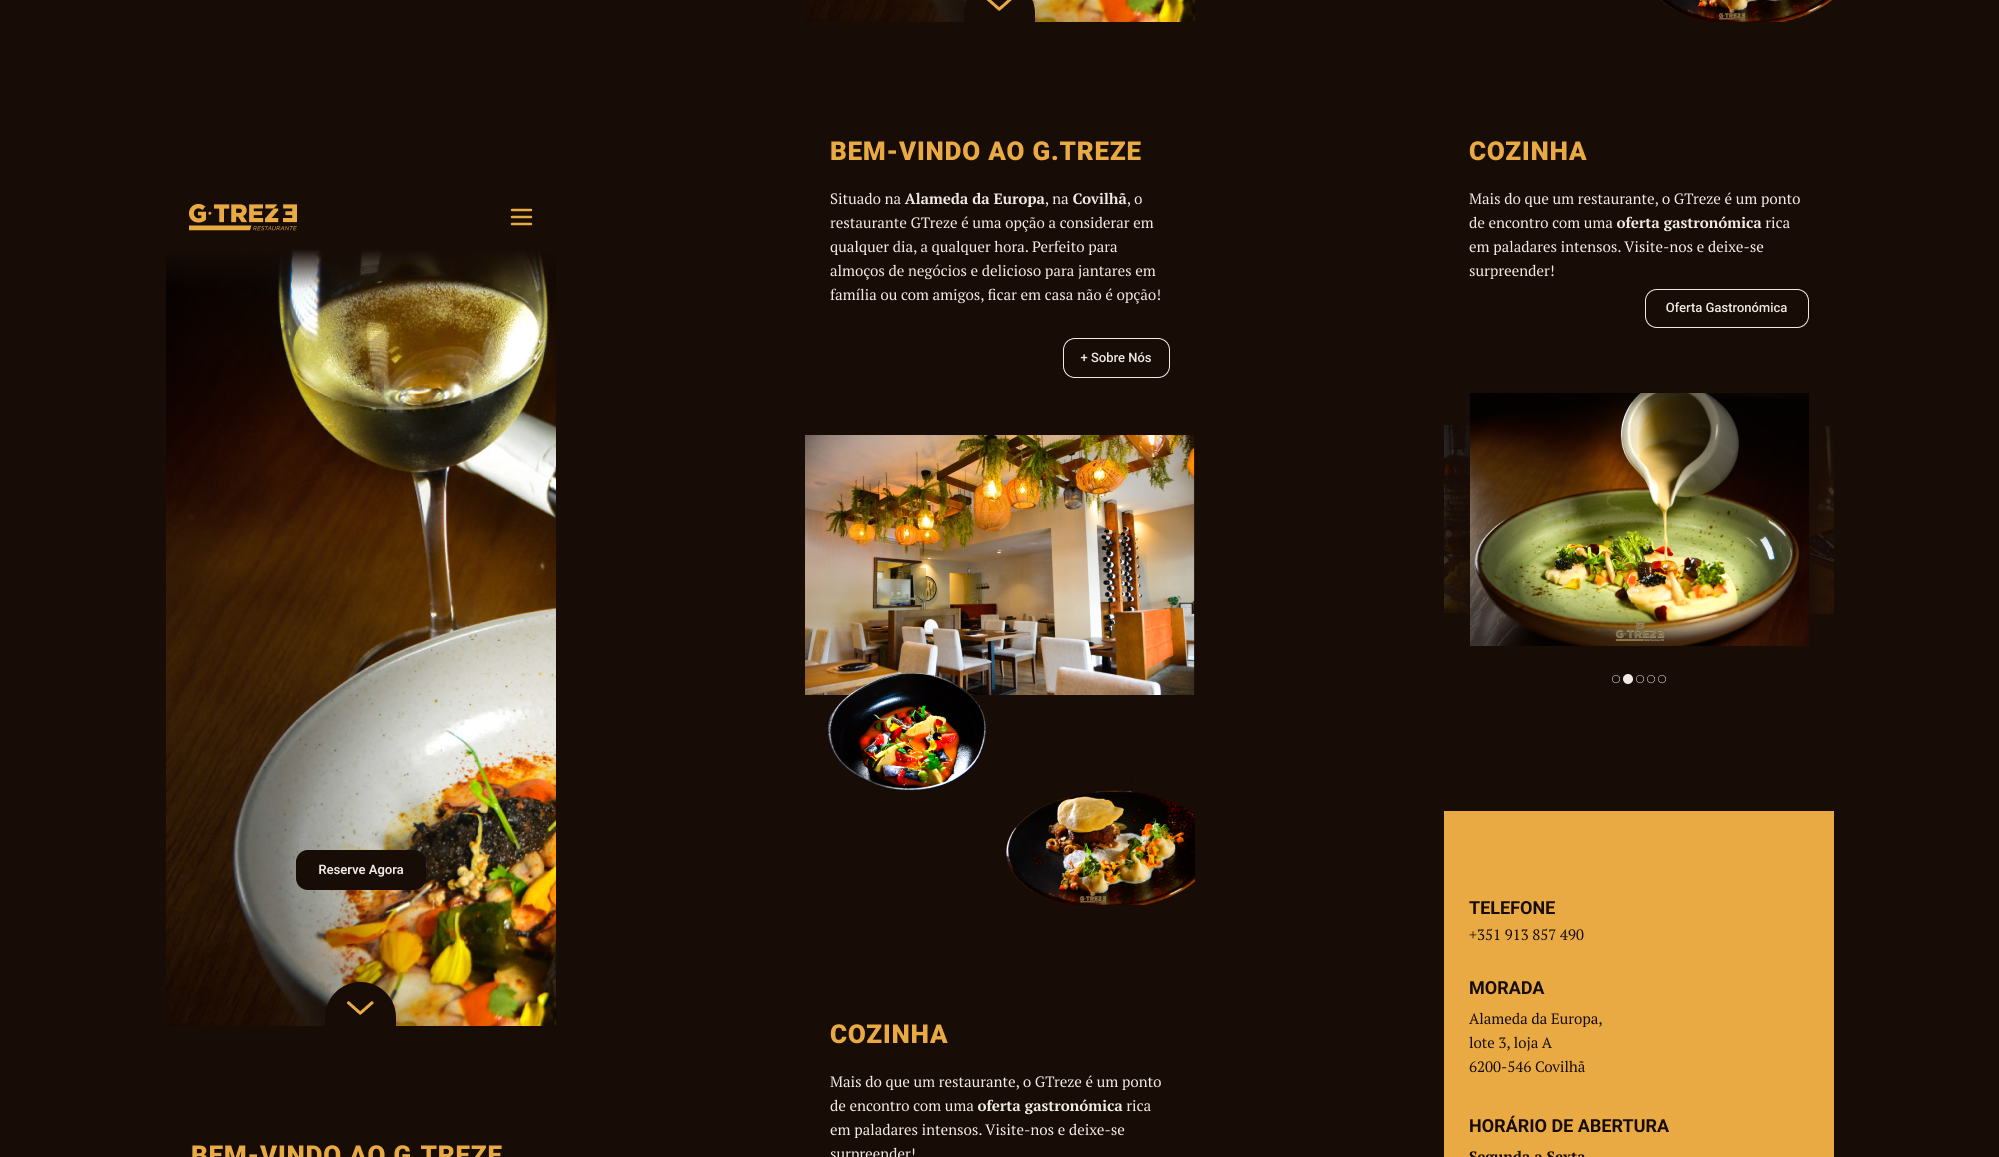 G·TREZE
RESTAURANTE
Reserve Agora
BEM-VINDO AO G.TREZE
BEM-VINDO AO G.TREZE
Situado na Alameda da Europa, na Covilhã, o
restaurante GTreze é uma opção a considerar em
qualquer dia, a qualquer hora. Perfeito para
almoços de negócios e delicioso para jantares em
família ou com amigos, ficar em casa não é opção!
+ Sobre Nós
G·TREZE
COZINHA
Mais do que um restaurante, o GTreze é um ponto
de encontro com uma oferta gastronómica rica
em paladares intensos. Visite-nos e deixe-se
surpreender!
G·TREZE
COZINHA
Mais do que um restaurante, o GTreze é um ponto
de encontro com uma oferta gastronómica rica
em paladares intensos. Visite-nos e deixe-se
surpreender!
Oferta Gastronómica
G·TREZE
TELEFONE
+351 913 857 490
MORADA
Alameda da Europa,
lote 3, loja A
6200-546 Covilhã
HORÁRIO DE ABERTURA
Segunda a Sexta